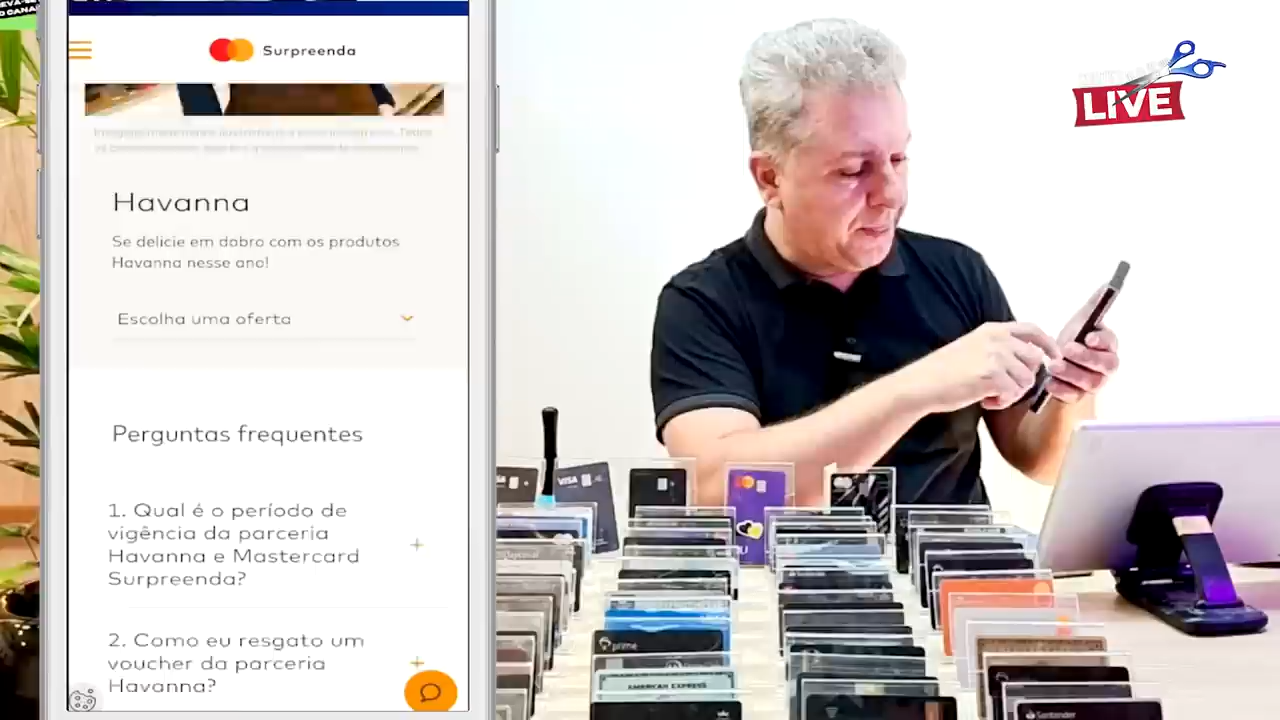 Surpreenda
Havanna
Se delicie em dobro com os produtos
Havanna nesse ano!
Escolha uma oferta
Perguntas frequentes
1. Qual é o período de
vigência da parceria
Havanna e Mastercard
Surpreenda?
2. Como eu resgato um
voucher da parceria
Havanna?
LIVE
VISA
prime
AMERICAN EXPRESS
Santander